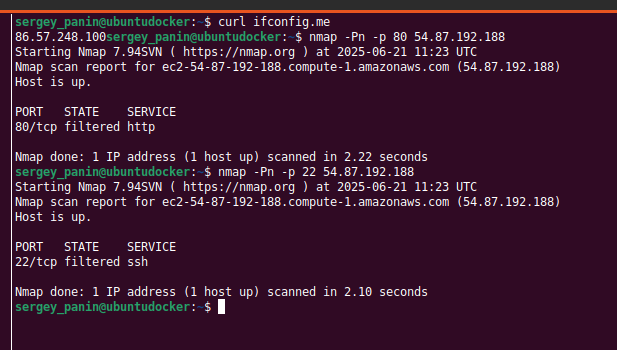 sergey_panin@ubuntudocker:~$ curl ifconfig.me
86.57.248.100sergey_panin@ubuntudocker:~$ nmap -Pn -p 80 54.87.192.188
Starting Nmap 7.94SVN ( https://nmap.org ) at 2025-06-21 11:23 UTC
Nmap scan report for ec2-54-87-192-188.compute-1.amazonaws.com (54.87.192.188)
Host is up.

PORT   STATE    SERVICE
80/tcp filtered http

Nmap done: 1 IP address (1 host up) scanned in 2.22 seconds
sergey_panin@ubuntudocker:~$ nmap -Pn -p 22 54.87.192.188
Starting Nmap 7.94SVN ( https://nmap.org ) at 2025-06-21 11:23 UTC
Nmap scan report for ec2-54-87-192-188.compute-1.amazonaws.com (54.87.192.188)
Host is up.

PORT   STATE    SERVICE
22/tcp filtered ssh

Nmap done: 1 IP address (1 host up) scanned in 2.10 seconds
sergey_panin@ubuntudocker:~$